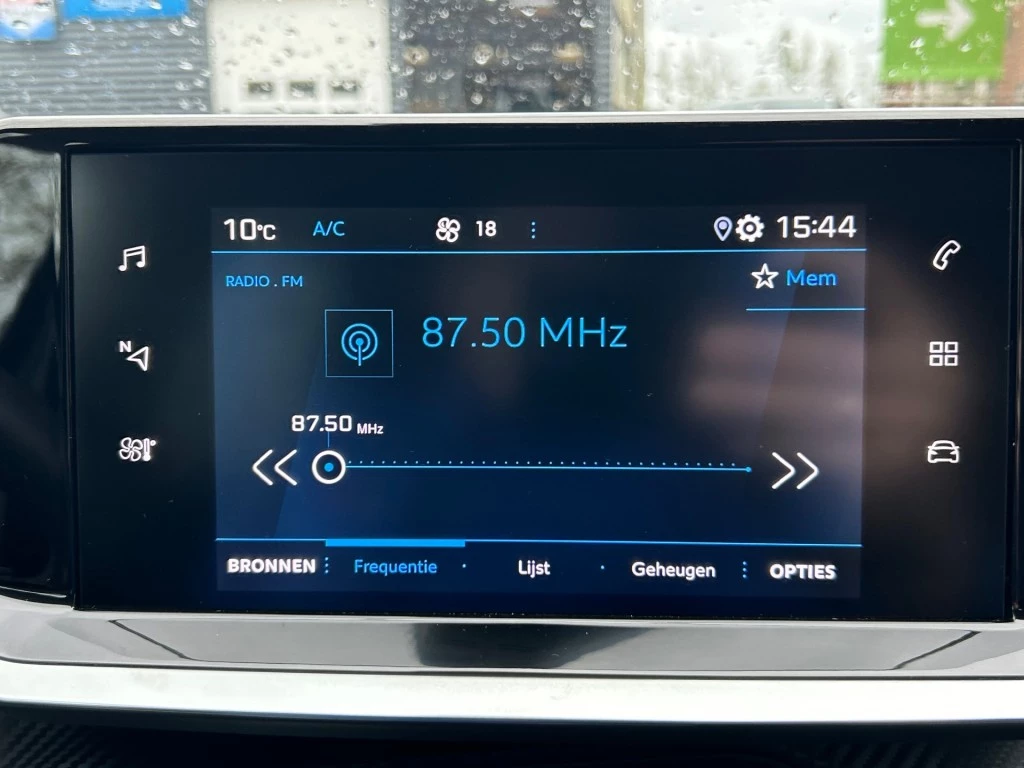 10°C A/C 18 15:44
RADIO . FM
Mem
87.50 MHz
N
87.50 MHz
BRONNEN Frequentie Lijst Geheugen OPTIES